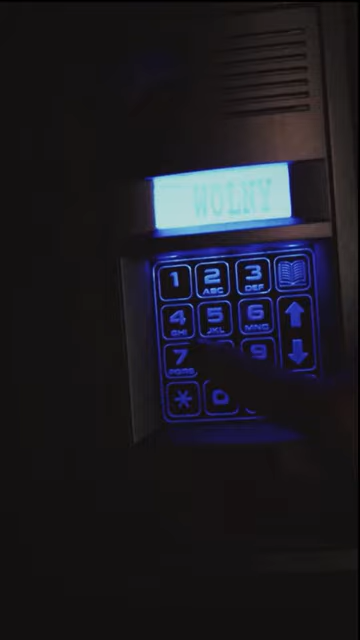 WOLNY
1 2 ABC 3 DEF
4 GHI 5 JKL 6 MNO
7 PQRS 9
* 0